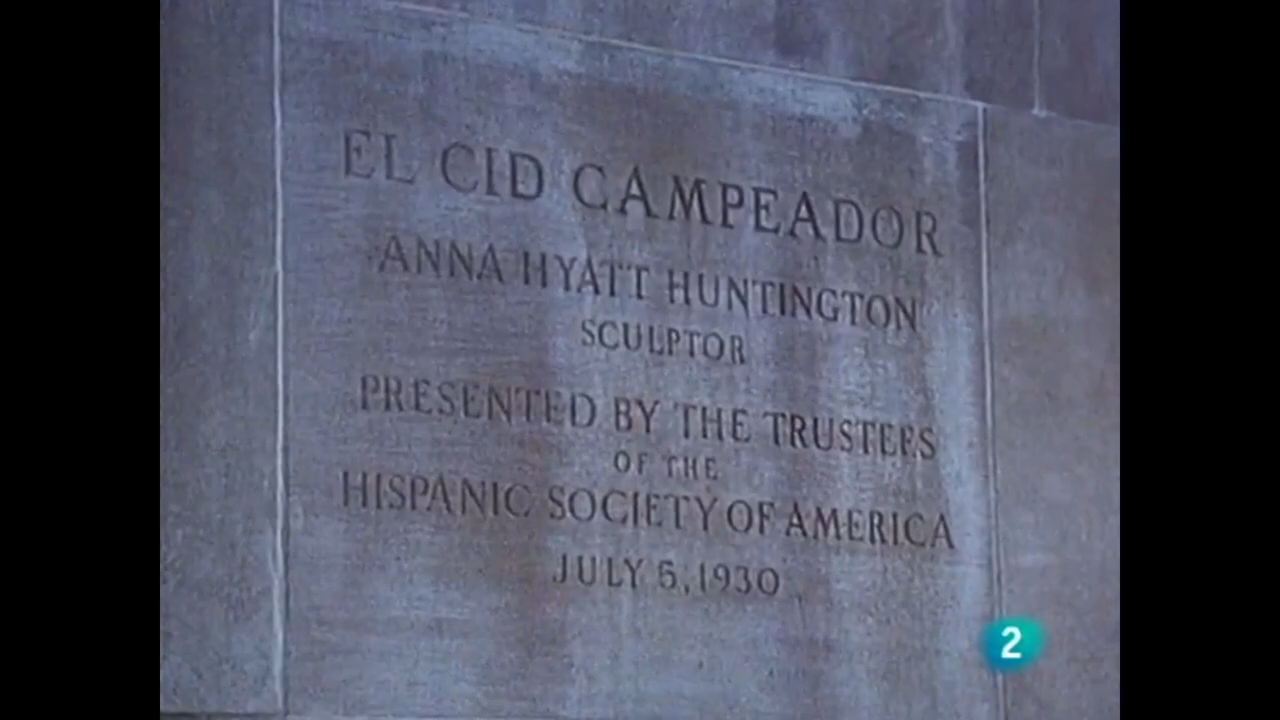 EL CID CAMPEADOR
ANNA HYATT HUNTINGTON
SCULPTOR
PRESENTED BY THE TRUSTEES
OF THE
HISPANIC SOCIETY OF AMERICA
JULY 5, 1930
2